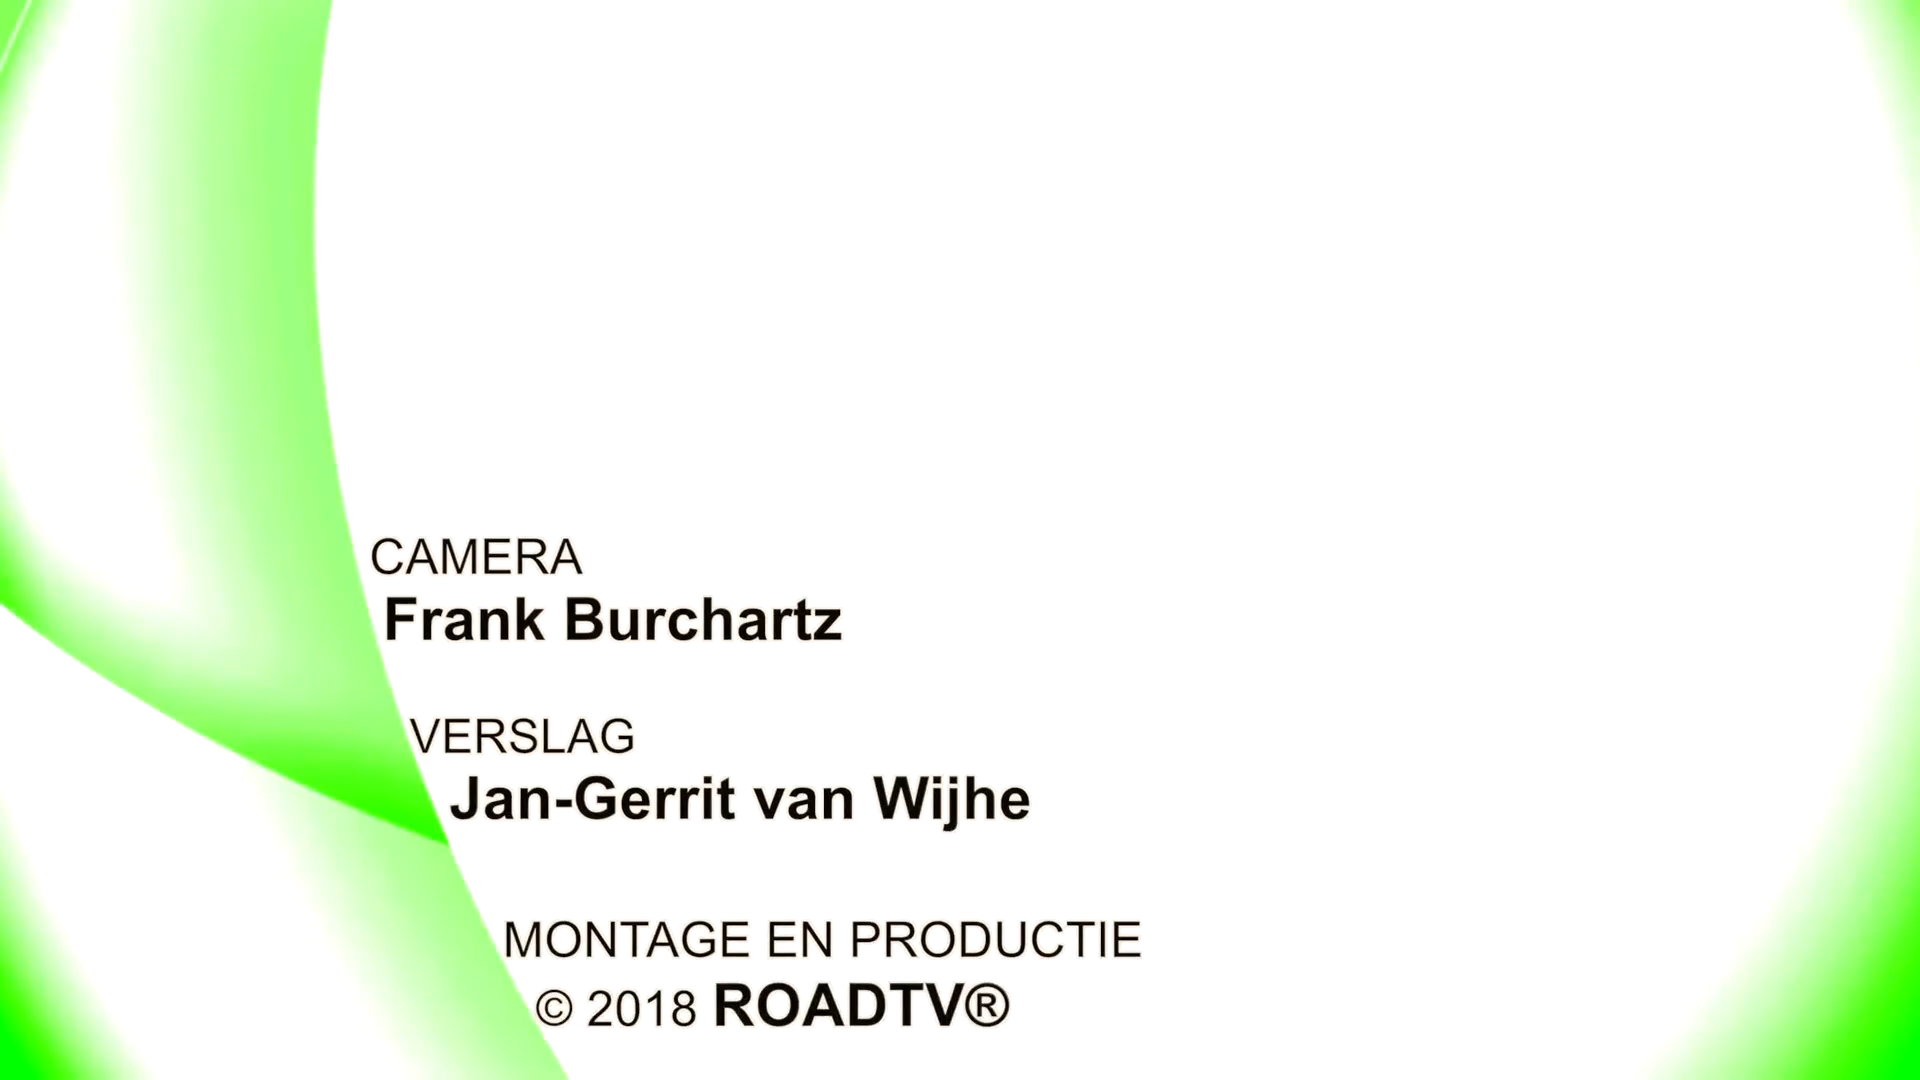 CAMERA
Frank Burchartz
VERSLAG
Jan-Gerrit van Wijhe
MONTAGE EN PRODUCTIE
© 2018 ROADTV®